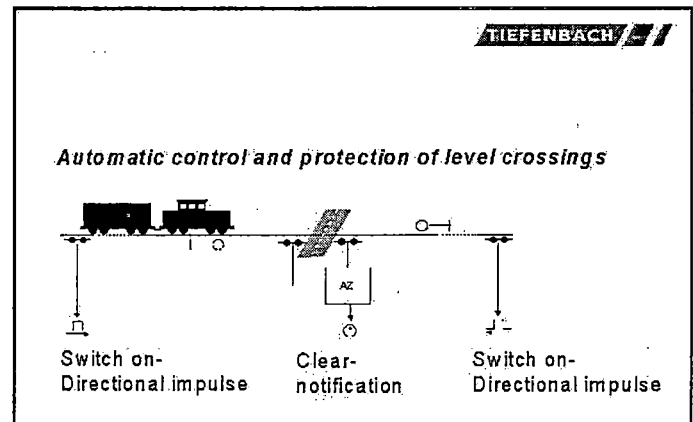 TIEFENBACH
Automatic control and protection of level crossings
AZ
Switch on-
Directional impulse
Clear-
notification
Switch on-
Directional impulse